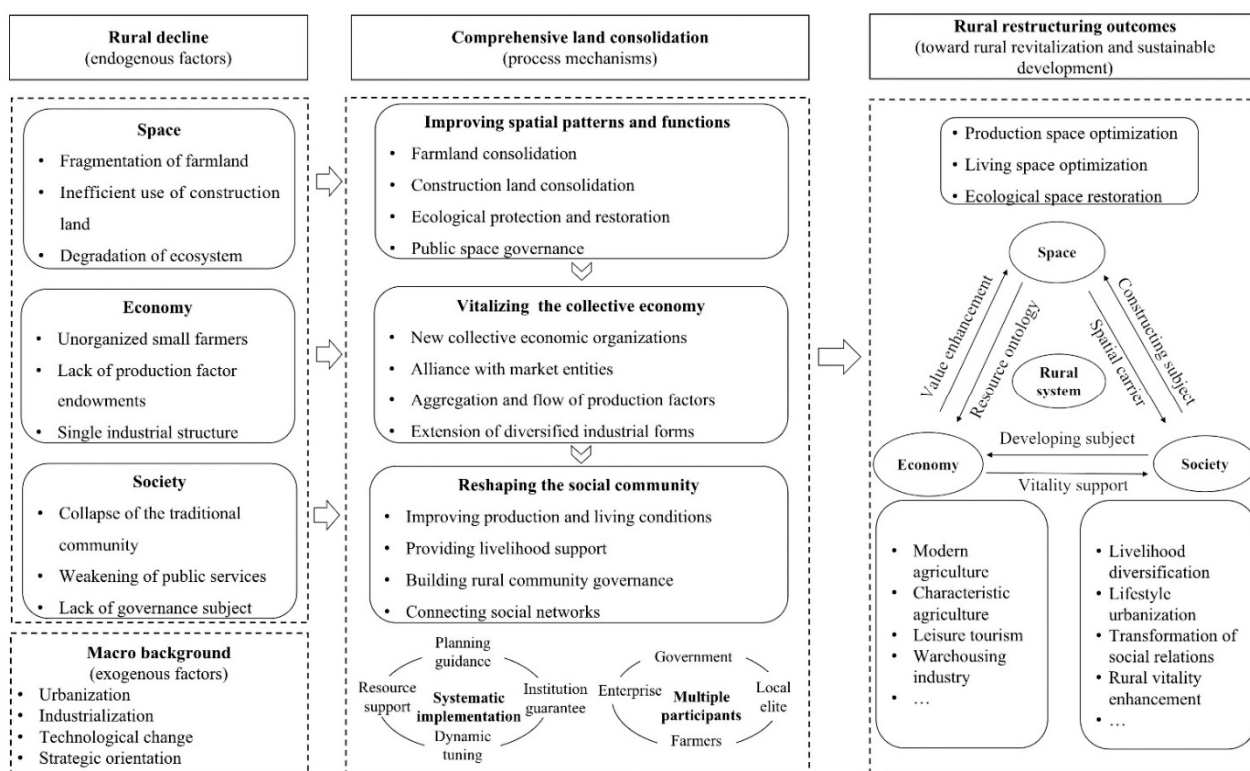 Rural decline
(endogenous factors)
Space
• Fragmentation of farmland
• Inefficient use of construction
land
• Degradation of ecosystem
Economy
• Unorganized small farmers
• Lack of production factor
endowments
• Single industrial structure
Society
• Collapse of the traditional
community
• Weakening of public services
• Lack of governance subject
Macro background
(exogenous factors)
• Urbanization
• Industrialization
• Technological change
• Strategic orientation
Comprehensive land consolidation
(process mechanisms)
Improving spatial patterns and functions
• Farmland consolidation
• Construction land consolidation
• Ecological protection and restoration
• Public space governance
Vitalizing the collective economy
• New collective economic organizations
• Alliance with market entities
• Aggregation and flow of production factors
• Extension of diversified industrial forms
Reshaping the social community
• Improving production and living conditions
• Providing livelihood support
• Building rural community governance
• Connecting social networks
Planning
guidance
Resource
support
Systematic
implementation
Institution
guarantee
Dynamic
tuning
Government
Enterprise
Multiple
participants
Local
elite
Farmers
Rural restructuring outcomes
(toward rural revitalization and sustainable
development)
• Production space optimization
• Living space optimization
• Ecological space restoration
Space
Value enhancement
Resource ontology
Rural
system
Spatial carrier
Constructing subject
Economy
Developing subject
Vitality support
Society
• Modern
agriculture
• Characteristic
agriculture
• Leisure tourism
• Warehousing
industry
• …
• Livelihood
diversification
• Lifestyle
urbanization
• Transformation of
social relations
• Rural vitality
enhancement
• …